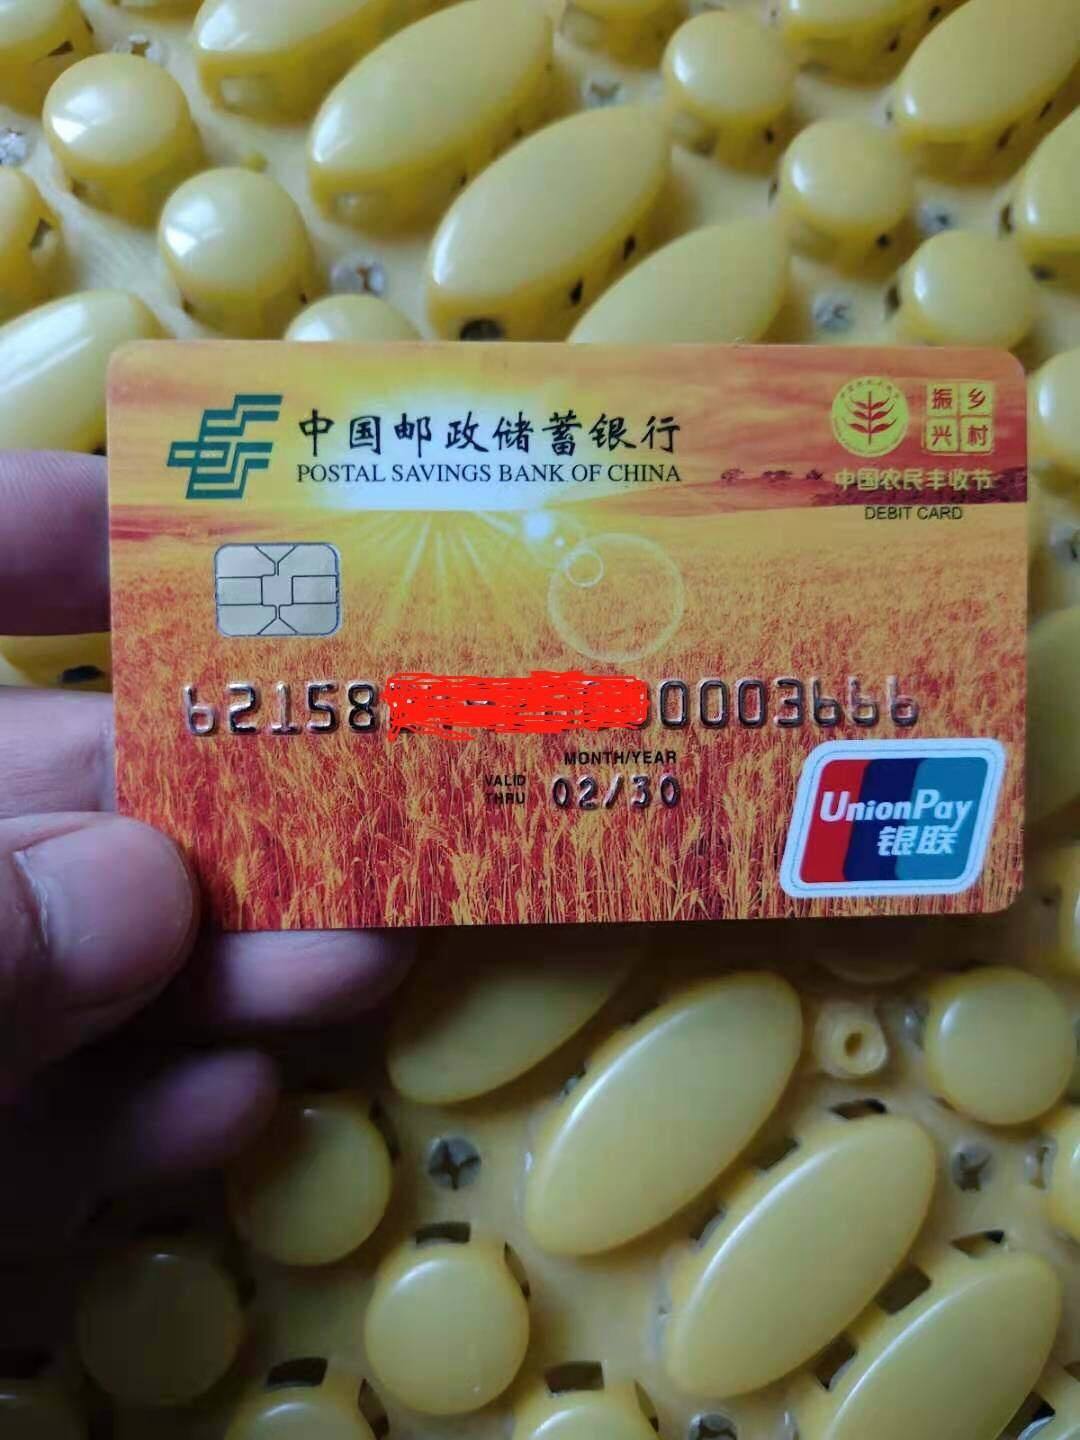 中国邮政储蓄银行
POSTAL SAVINGS BANK OF CHINA
振乡
兴村
中国农民丰收节
DEBIT CARD
62158 0003666
MONTH/YEAR
VALID
THRU
02/30
UnionPay
银联